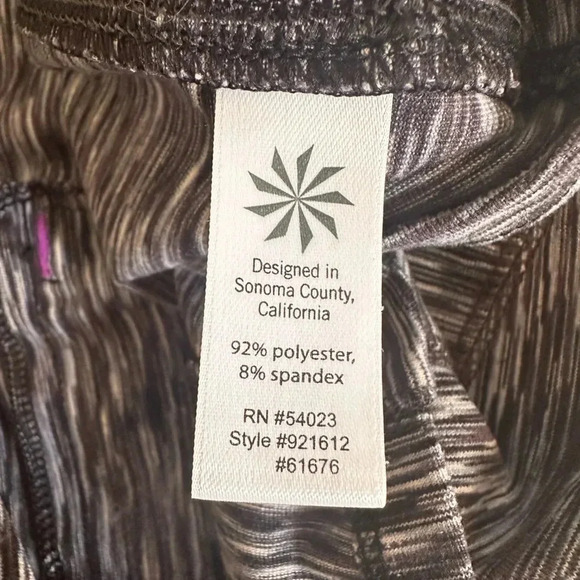 Designed in
Sonoma County,
California
92% polyester,
8% spandex
RN #54023
Style #921612
#61676